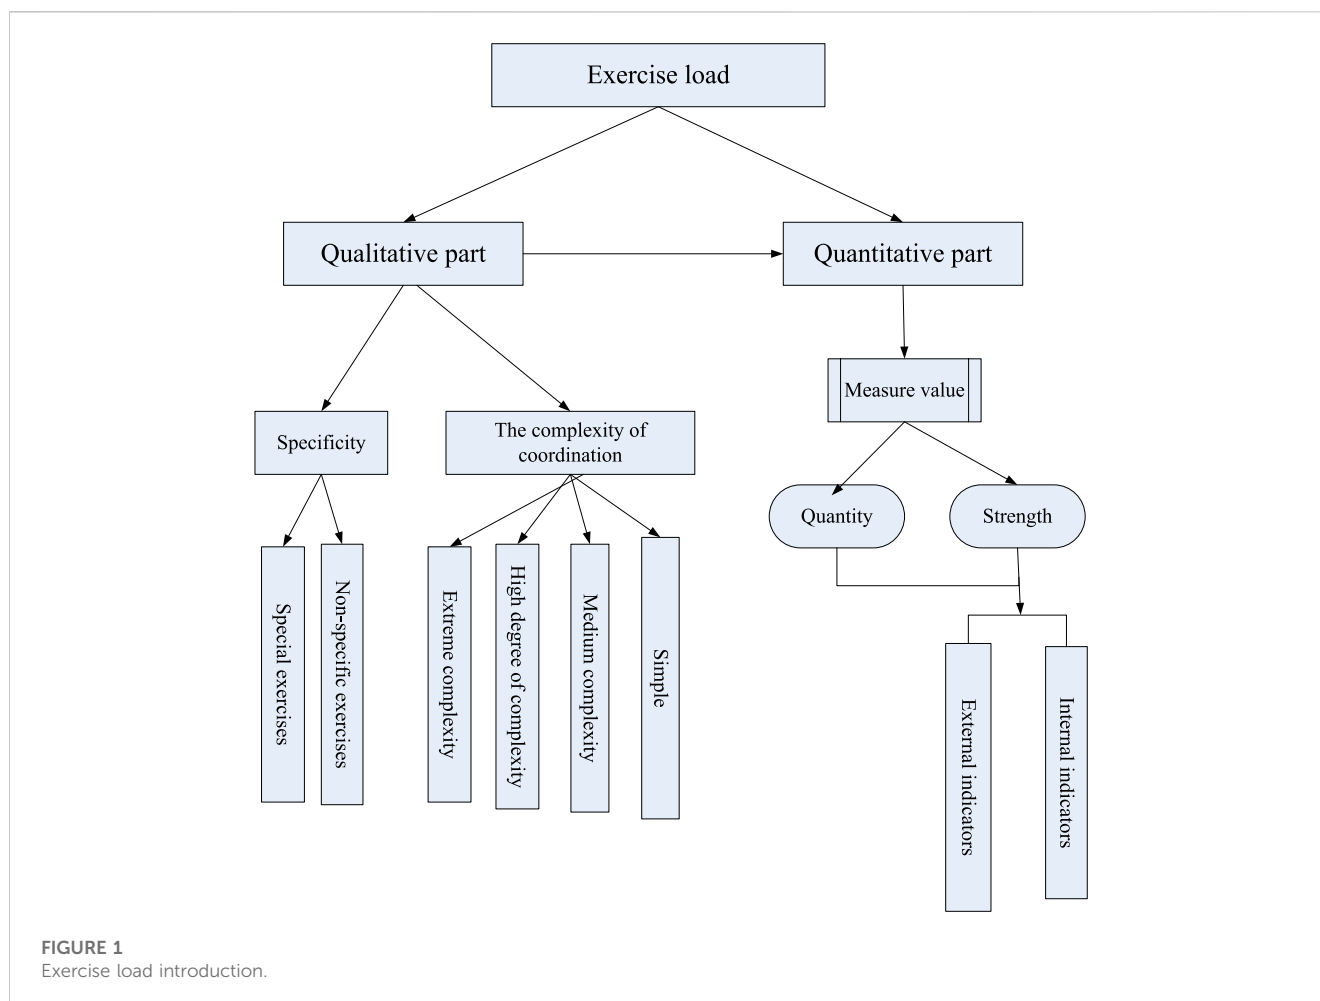 Exercise load
Qualitative part
Quantitative part
Measure value
Specificity
The complexity of
coordination
Quantity
Strength
Special exercises
Non-specific exercises
Extreme complexity
High degree of complexity
Medium complexity
Simple
External indicators
Internal indicators
FIGURE 1
Exercise load introduction.